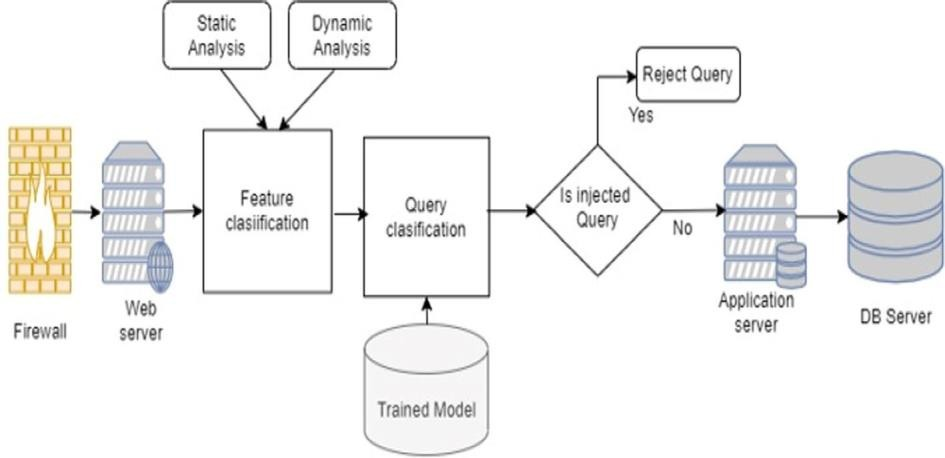 Static
Analysis
Dynamic
Analysis
Reject Query
Yes
Feature
clasiification
Query
clasification
Is injected
Query
No
Firewall
Web
server
Application
server
DB Server
Trained Model